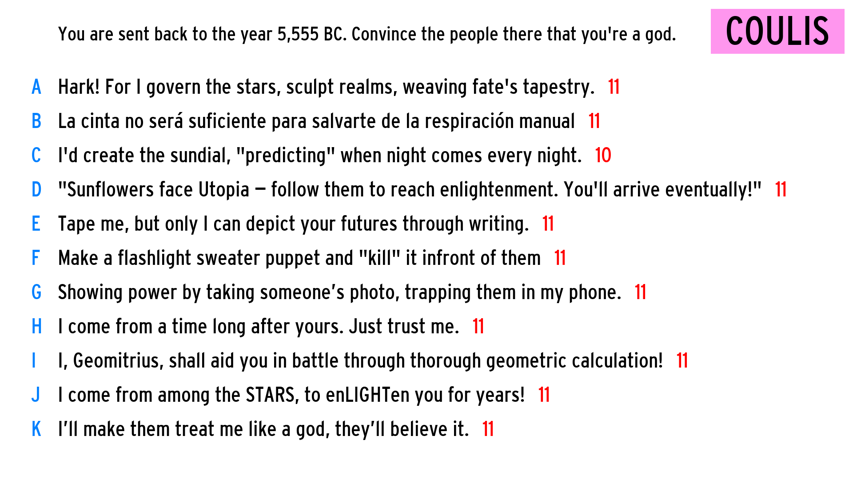 You are sent back to the year 5,555 BC. Convince the people there that you're a god.
COULIS
A Hark! For I govern the stars, sculpt realms, weaving fate's tapestry. 11
B La cinta no será suficiente para salvarte de la respiración manual 11
C I'd create the sundial, "predicting" when night comes every night. 10
D "Sunflowers face Utopia – follow them to reach enlightenment. You'll arrive eventually!" 11
E Tape me, but only I can depict your futures through writing. 11
F Make a flashlight sweater puppet and "kill" it infront of them 11
G Showing power by taking someone's photo, trapping them in my phone. 11
H I come from a time long after yours. Just trust me. 11
I I, Geomitrius, shall aid you in battle through thorough geometric calculation! 11
J I come from among the STARS, to enLIGHTen you for years! 11
K I'll make them treat me like a god, they'll believe it. 11